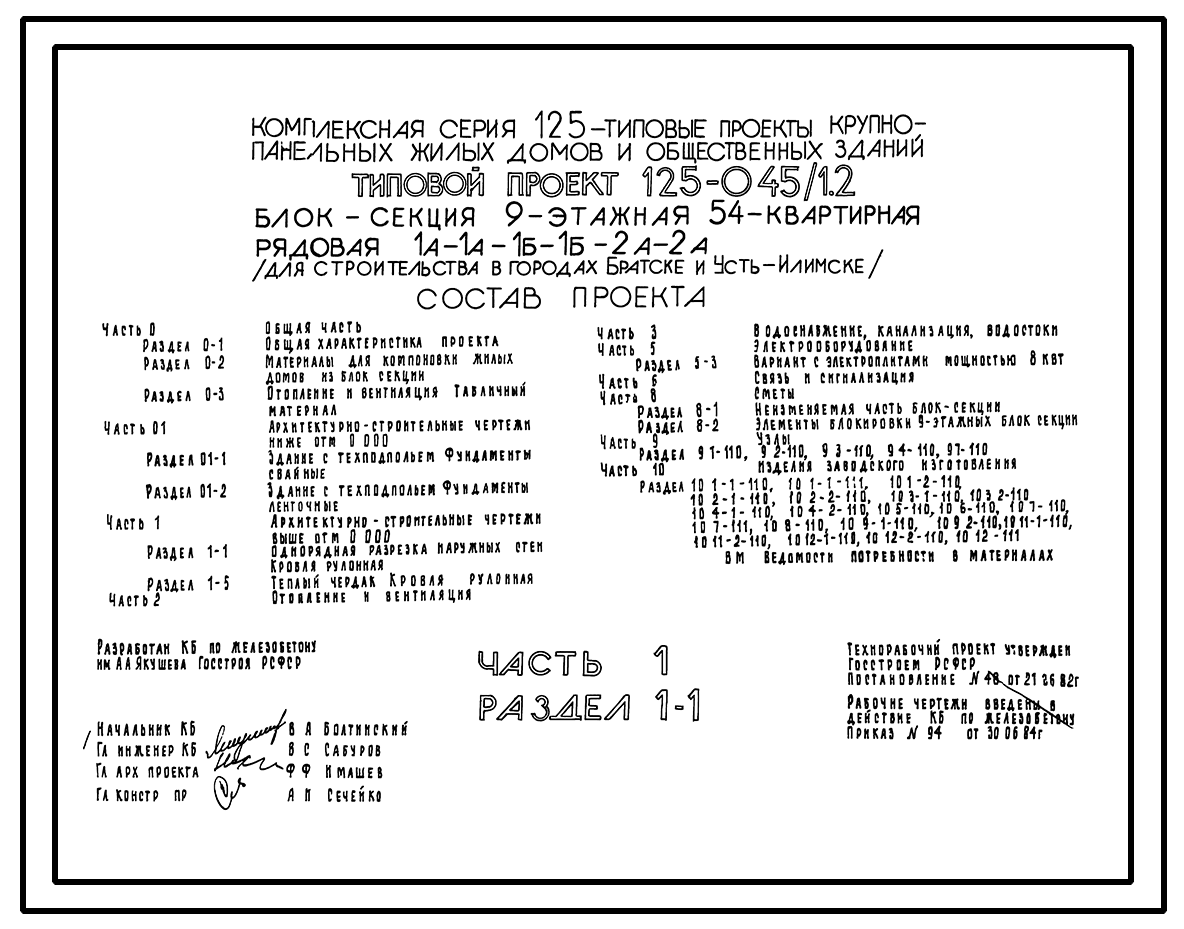 КОМПЛЕКСНАЯ СЕРИЯ 125-ТИПОВЫЕ ПРОЕКТЫ КРУПНО-
ПАНЕЛЬНЫХ ЖИЛЫХ ДОМОВ И ОБЩЕСТВЕННЫХ ЗДАНИЙ
ТИПОВОЙ ПРОЕКТ 125-045/1.2
БЛОК-СЕКЦИЯ 9-ЭТАЖНАЯ 54-КВАРТИРНАЯ
РЯДОВАЯ 1А-1А-1Б-1Б-2А-2А
/ДЛЯ СТРОИТЕЛЬСТВА В ГОРОДАХ БРАТСКЕ И УСТЬ-ИЛИМСКЕ/
СОСТАВ ПРОЕКТА
ЧАСТЬ 0 ОБЩАЯ ЧАСТЬ
РАЗДЕЛ 0-1 ОБЩАЯ ХАРАКТЕРИСТИКА ПРОЕКТА
РАЗДЕЛ 0-2 МАТЕРИАЛЫ ДЛЯ КОМПОНОВКИ ЖИЛЫХ
ДОМОВ ИЗ БЛОК СЕКЦИИ
РАЗДЕЛ 0-3 ОТОПЛЕНИЕ И ВЕНТИЛЯЦИЯ ТАБЛИЧНЫЙ
МАТЕРИАЛ
ЧАСТЬ 01 АРХИТЕКТУРНО-СТРОИТЕЛЬНЫЕ ЧЕРТЕЖИ
НИЖЕ ОТМ 0 000
РАЗДЕЛ 01-1 ЗДАНИЕ С ТЕХПОДПОЛЬЕМ ФУНДАМЕНТЫ
СВАЙНЫЕ
РАЗДЕЛ 01-2 ЗДАНИЕ С ТЕХПОДПОЛЬЕМ ФУНДАМЕНТЫ
ЛЕНТОЧНЫЕ
ЧАСТЬ 1 АРХИТЕКТУРНО-СТРОИТЕЛЬНЫЕ ЧЕРТЕЖИ
ВЫШЕ ОТМ 0 000
РАЗДЕЛ 1-1 ОДНОРЯДНАЯ РАЗРЕЗКА НАРУЖНЫХ СТЕН
КРОВЛЯ РУЛОННАЯ
РАЗДЕЛ 1-5 ТЕПЛЫЙ ЧЕРДАК КРОВЛЯ РУЛОННАЯ
ЧАСТЬ 2 ОТОПЛЕНИЕ И ВЕНТИЛЯЦИЯ
ЧАСТЬ 3 ВОДОСНАБЖЕНИЕ, КАНАЛИЗАЦИЯ, ВОДОСТОКИ
ЧАСТЬ 5 ЭЛЕКТРООБОРУДОВАНИЕ
РАЗДЕЛ 5-3 ВАРИАНТ С ЭЛЕКТРОПЛИТАМИ МОЩНОСТЬЮ 8 КВТ
ЧАСТЬ 6 СВЯЗЬ И СИГНАЛИЗАЦИЯ
ЧАСТЬ 8 СМЕТЫ
РАЗДЕЛ 8-1 НЕИЗМЕНЯЕМАЯ ЧАСТЬ БЛОК-СЕКЦИИ
РАЗДЕЛ 8-2 ЭЛЕМЕНТЫ БЛОКИРОВКИ 9-ЭТАЖНЫХ БЛОК СЕКЦИИ
ЧАСТЬ 9 УЗЛЫ
РАЗДЕЛ 9 1-110, 9 2-110, 9 3-110, 9 4-110, 9 7-110
ЧАСТЬ 10 ИЗДЕЛИЯ ЗАВОДСКОГО ИЗГОТОВЛЕНИЯ
РАЗДЕЛ 10 1-1-110, 10 1-1-111, 10 1-2-110
10 2-1-110, 10 2-2-110, 10 3-1-110, 10 3 2-110
10 4-1-110, 10 4-2-110, 10 5-110, 10 6-110, 10 7-110,
10 7-111, 10 8-110, 10 9-1-110, 10 9 2-110, 10 11-1-110,
10 11-2-110, 10 12-1-110, 10 12-2-110, 10 12-111
ВМ ВЕДОМОСТИ ПОТРЕБНОСТИ В МАТЕРИАЛАХ
РАЗРАБОТАН КБ ПО ЖЕЛЕЗОБЕТОНУ
ИМ А А ЯКУШЕВА ГОССТРОЯ РСФСР
ЧАСТЬ 1
РАЗДЕЛ 1-1
ТЕХНОРАБОЧИЙ ПРОЕКТ УТВЕРЖДЕН
ГОССТРОЕМ РСФСР
ПОСТАНОВЛЕНИЕ N 48 ОТ 21 06 82г
РАБОЧИЕ ЧЕРТЕЖИ ВВЕДЕНЫ В
ДЕЙСТВИЕ КБ ПО ЖЕЛЕЗОБЕТОНУ
ПРИКАЗ N 94 ОТ 30 06 84г
НАЧАЛЬНИК КБ В А БОЛТИНСКИЙ
ГЛ ИНЖЕНЕР КБ В С САБУРОВ
ГЛ АРХ ПРОЕКТА Ф Ф ИМАШЕВ
ГЛ КОНСТР ПР А И СЕЧЕЙКО